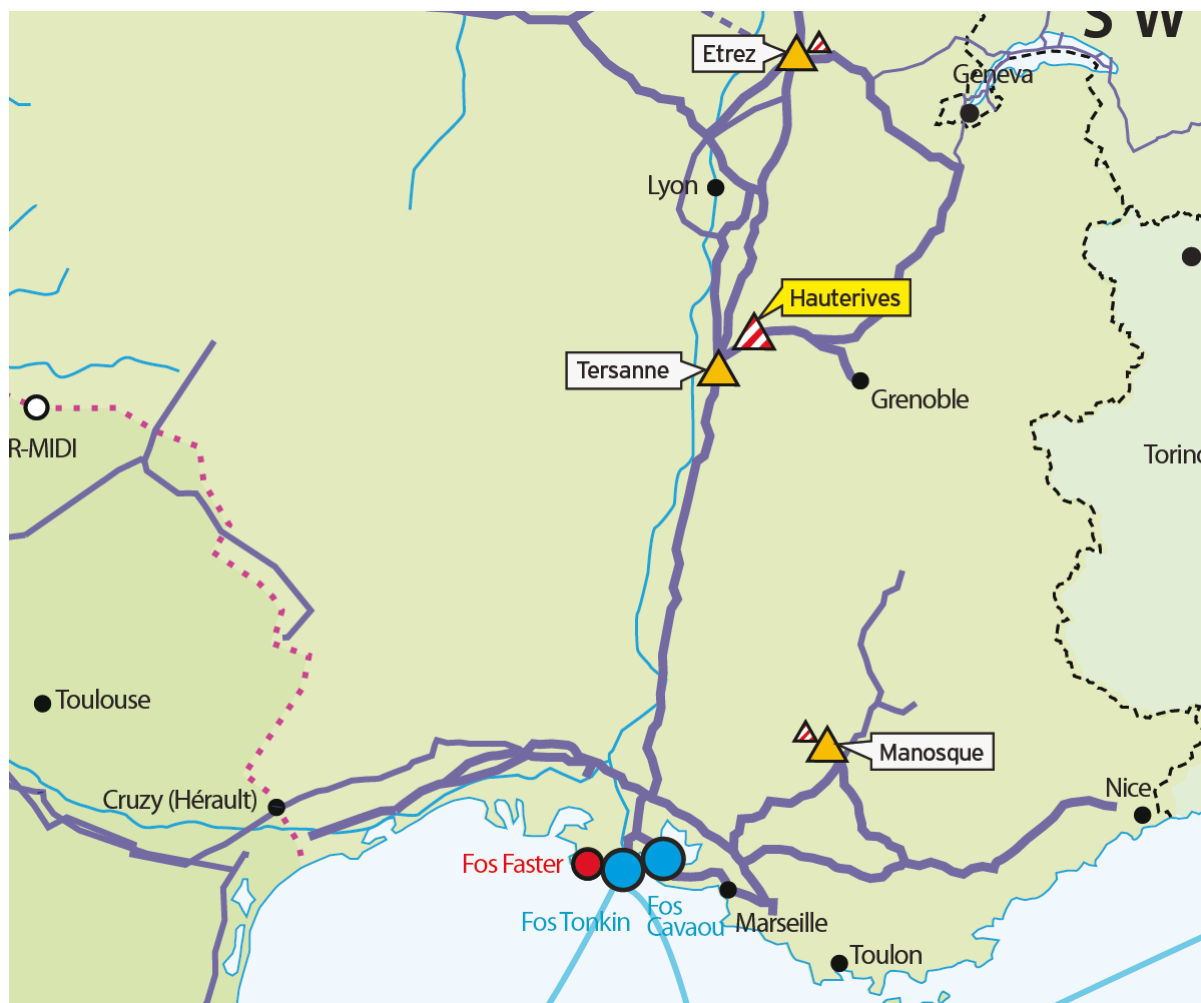 S W
Etrez
Geneva
Lyon
Hauterives
Tersanne
Grenoble
R-MIDI
Torino
Toulouse
Manosque
Nice
Cruzy (Hérault)
Fos Faster
Fos Tonkin
Fos
Cavaou
Marseille
Toulon